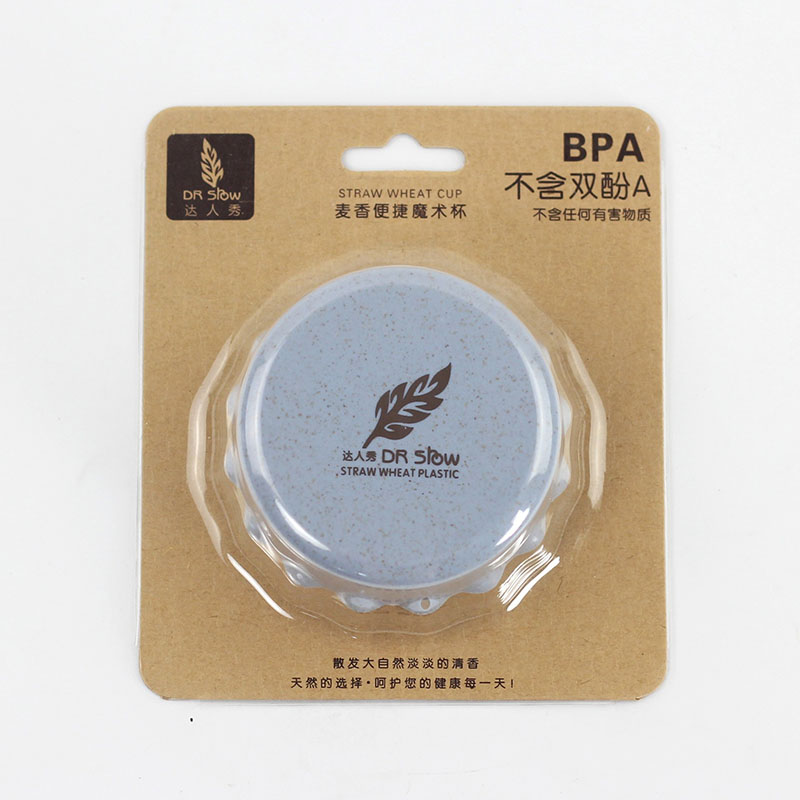 DR Show
达人秀
STRAW WHEAT CUP
麦香便捷魔术杯
BPA
不含双酚A
不含任何有害物质
达人秀 DR Show
STRAW WHEAT PLASTIC
散发大自然淡淡的清香
天然的选择·呵护您的健康每一天!